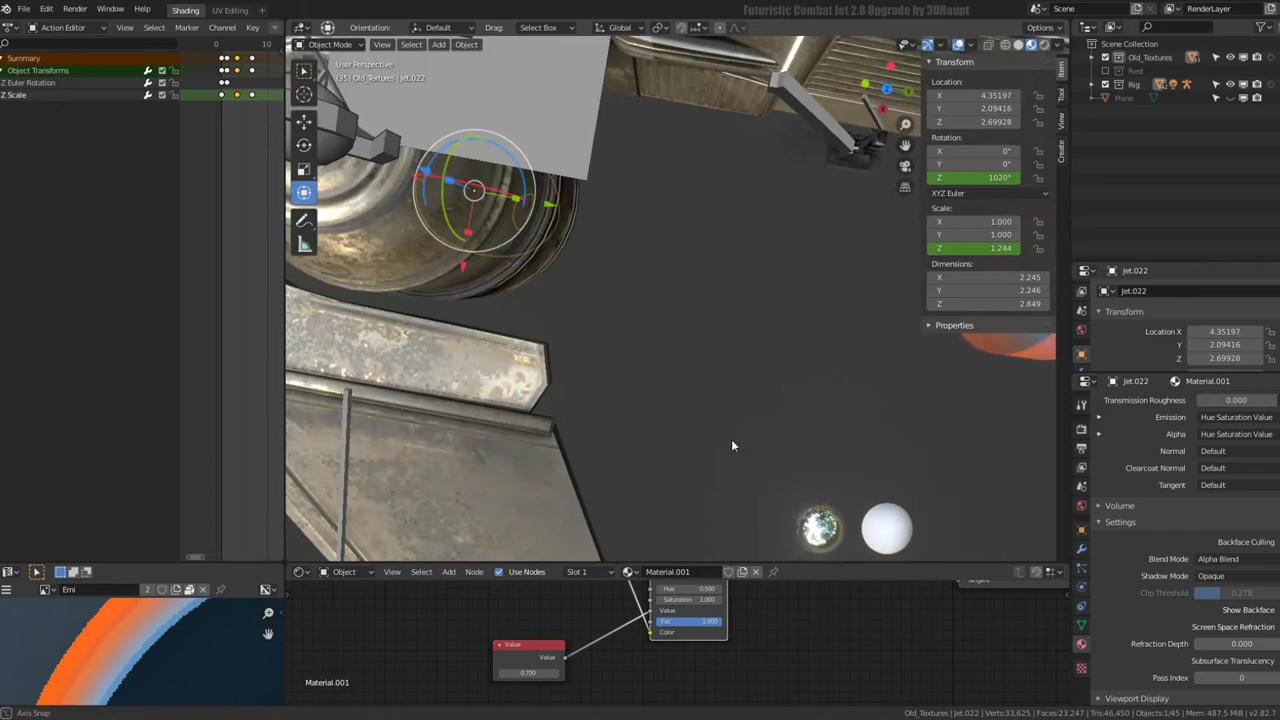 File Edit Render Window Help
Shading UV Editing
Futuristic Combat Jet 2.8 Upgrade by 3DHaupt
Scene
RenderLayer
Action Editor View Select Marker Channel Key
Orientation: Default Drag: Select Box Global Options
Object Mode View Select Add Object
0 10
Summary
Object Transforms
Z Euler Rotation
Z Scale
User Perspective
(35) Old_Textures | Jet.022
Transform
Location:
X 4.35197
Y 2.09416
Z 2.69928
Rotation:
X 0°
Y 0°
Z 1020°
XYZ Euler
Scale:
X 1.000
Y 1.000
Z 1.244
Dimensions:
X 2.245
Y 2.246
Z 2.849
Properties
Item
Tool
View
Create
Scene Collection
Old_Textures
Rest
Rig
Plane
Jet.022
Jet.022
Transform
Location X 4.35197
Y 2.09416
Z 2.69928
Jet.022 Material.001
Transmission Roughness 0.000
Emission Hue Saturation Value
Alpha Hue Saturation Value
Normal Default
Clearcoat Normal Default
Tangent Default
Volume
Settings
Backface Culling
Blend Mode Alpha Blend
Shadow Mode Opaque
Clip Threshold 0.278
Show Backface
Screen Space Refraction
Refraction Depth 0.000
Subsurface Translucency
Pass Index 0
Viewport Display
Emi 2
Object View Select Add Node Use Nodes Slot 1 Material.001
Hue 0.500
Saturation 1.000
Value
Fac 1.000
Color
Value
Value
0.700
Tangent
Material.001
Axis Snap
Old_Textures | Jet.022 | Verts:33,625 | Faces:23,247 | Tris:46,450 | Objects:1/45 | Mem: 487.5 MiB | v2.82.7